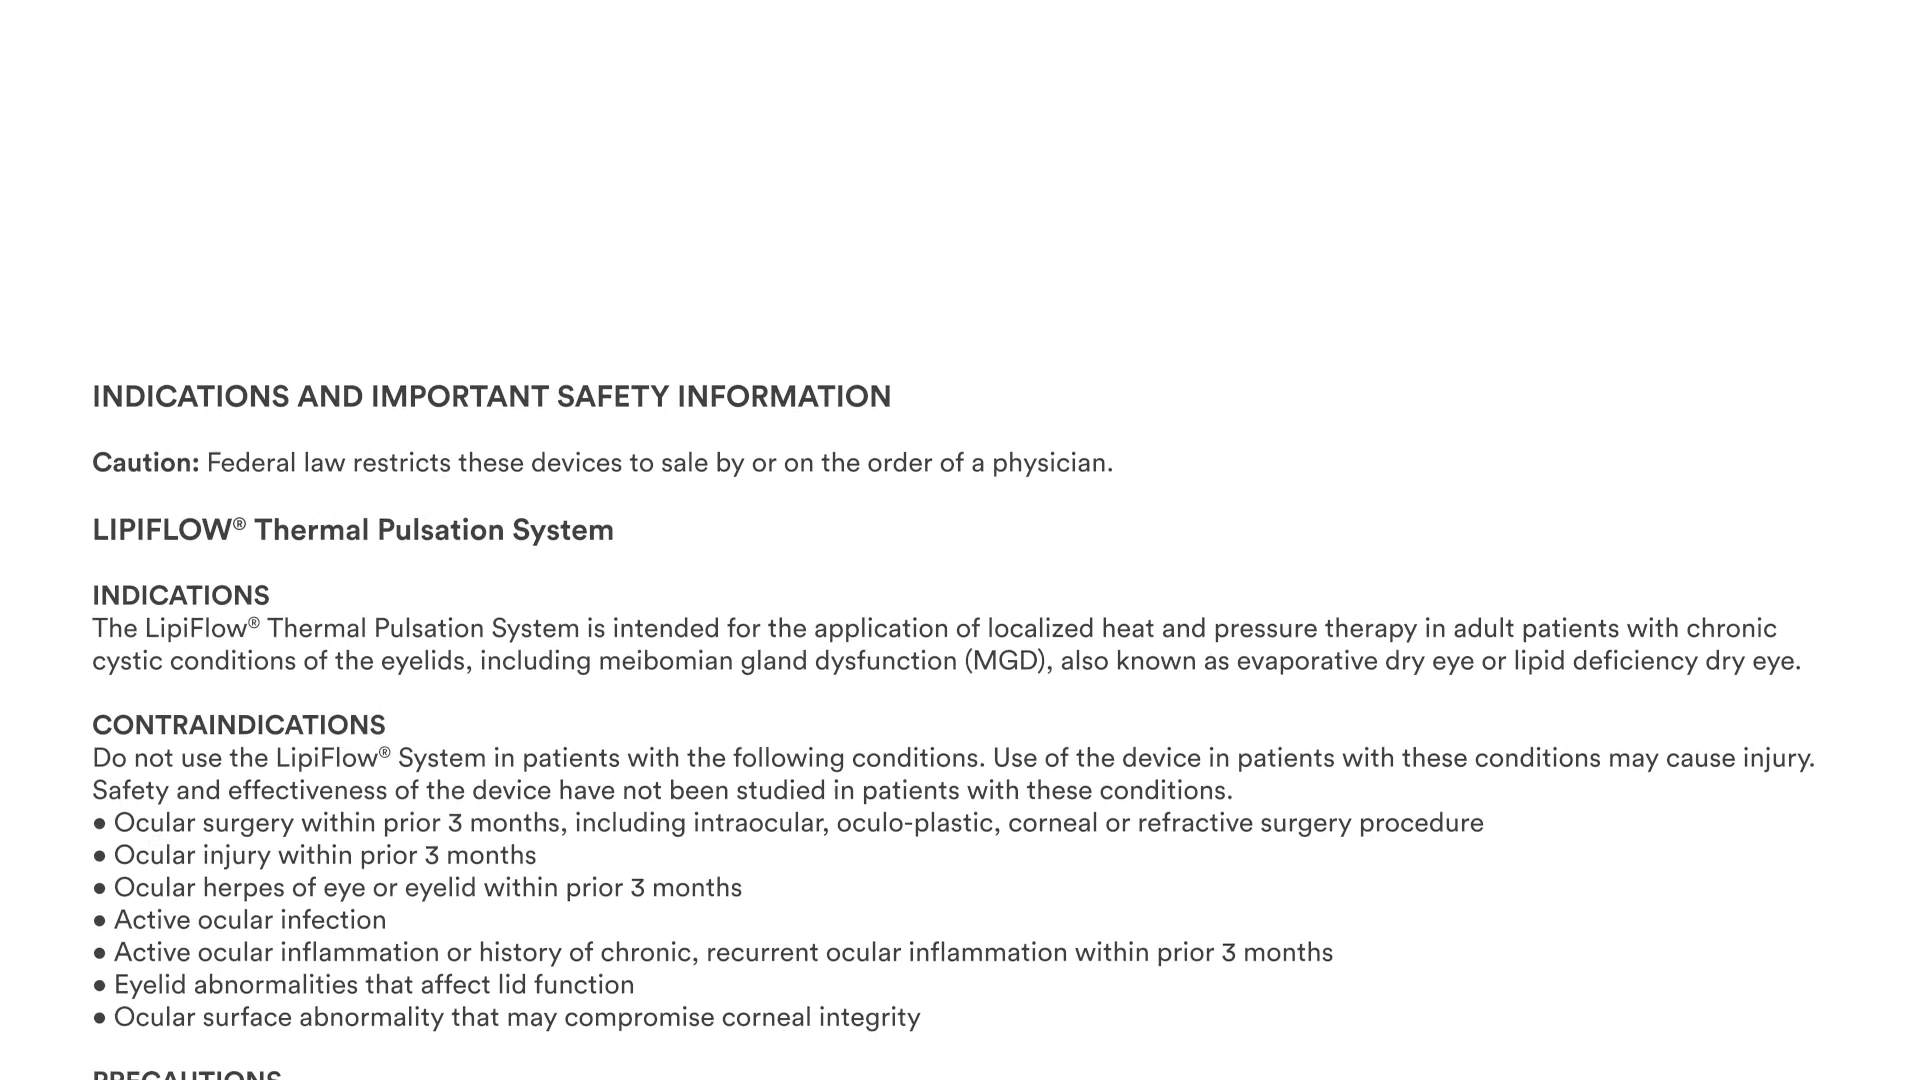 INDICATIONS AND IMPORTANT SAFETY INFORMATION
Caution: Federal law restricts these devices to sale by or on the order of a physician.
LIPIFLOW® Thermal Pulsation System
INDICATIONS
The LipiFlow® Thermal Pulsation System is intended for the application of localized heat and pressure therapy in adult patients with chronic
cystic conditions of the eyelids, including meibomian gland dysfunction (MGD), also known as evaporative dry eye or lipid deficiency dry eye.
CONTRAINDICATIONS
Do not use the LipiFlow® System in patients with the following conditions. Use of the device in patients with these conditions may cause injury.
Safety and effectiveness of the device have not been studied in patients with these conditions.
● Ocular surgery within prior 3 months, including intraocular, oculo-plastic, corneal or refractive surgery procedure
● Ocular injury within prior 3 months
● Ocular herpes of eye or eyelid within prior 3 months
● Active ocular infection
● Active ocular inflammation or history of chronic, recurrent ocular inflammation within prior 3 months
● Eyelid abnormalities that affect lid function
● Ocular surface abnormality that may compromise corneal integrity
PRECAUTIONS